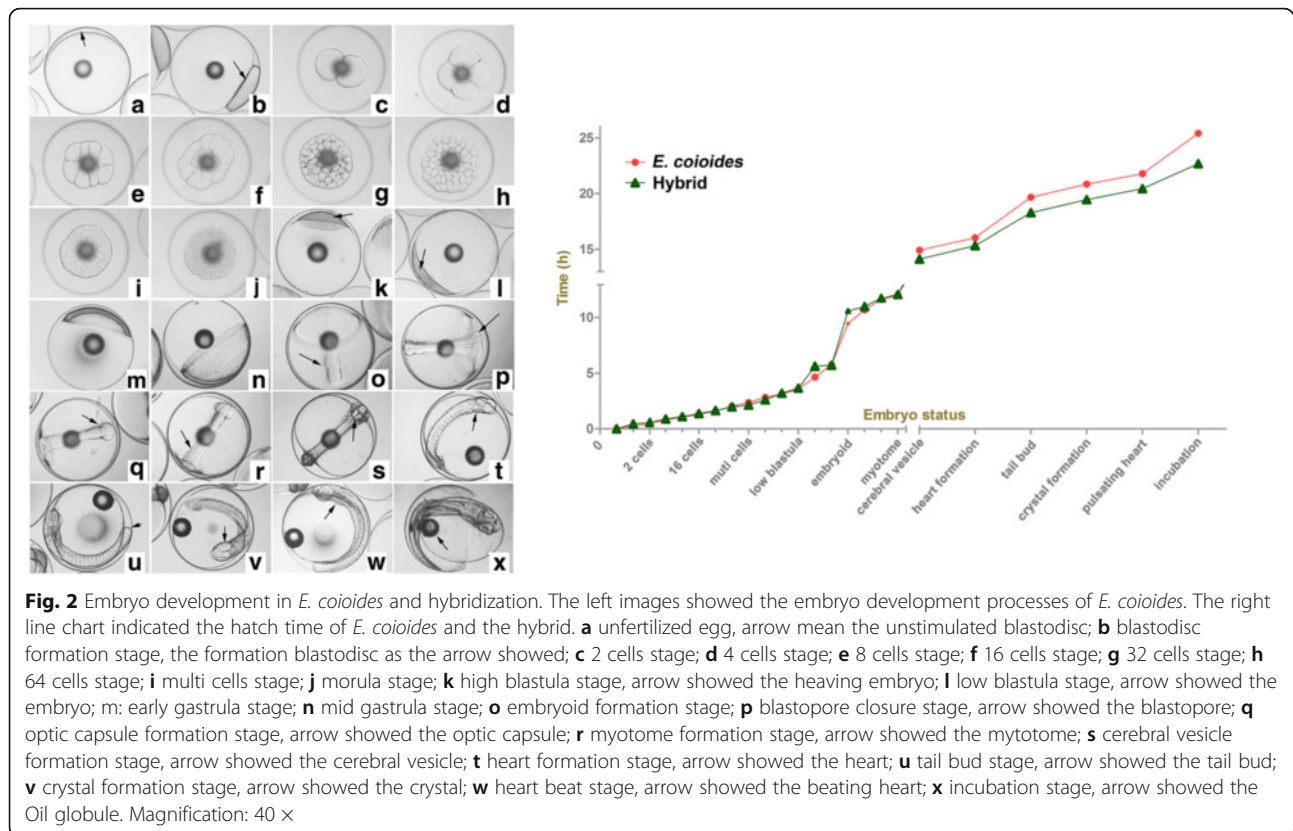 a
b
c
d
e
f
g
h
i
j
k
l
m
n
o
p
q
r
s
t
u
v
w
x
E. coioides
Hybrid
Time (h)
25
20
15
10
5
0
Embryo status
0
2 cells
16 cells
muti cells
low blastula
embryoid
myotome
cerebral vesicle
heart formation
tail bud
crystal formation
pulsating heart
incubation
Fig. 2 Embryo development in E. coioides and hybridization. The left images showed the embryo development processes of E. coioides. The right
line chart indicated the hatch time of E. coioides and the hybrid. a unfertilized egg, arrow mean the unstimulated blastodisc; b blastodisc
formation stage, the formation blastodisc as the arrow showed; c 2 cells stage; d 4 cells stage; e 8 cells stage; f 16 cells stage; g 32 cells stage; h
64 cells stage; i multi cells stage; j morula stage; k high blastula stage, arrow showed the heaving embryo; l low blastula stage, arrow showed the
embryo; m: early gastrula stage; n mid gastrula stage; o embryoid formation stage; p blastopore closure stage, arrow showed the blastopore; q
optic capsule formation stage, arrow showed the optic capsule; r myotome formation stage, arrow showed the mytotome; s cerebral vesicle
formation stage, arrow showed the cerebral vesicle; t heart formation stage, arrow showed the heart; u tail bud stage, arrow showed the tail bud;
v crystal formation stage, arrow showed the crystal; w heart beat stage, arrow showed the beating heart; x incubation stage, arrow showed the
Oil globule. Magnification: 40 ×